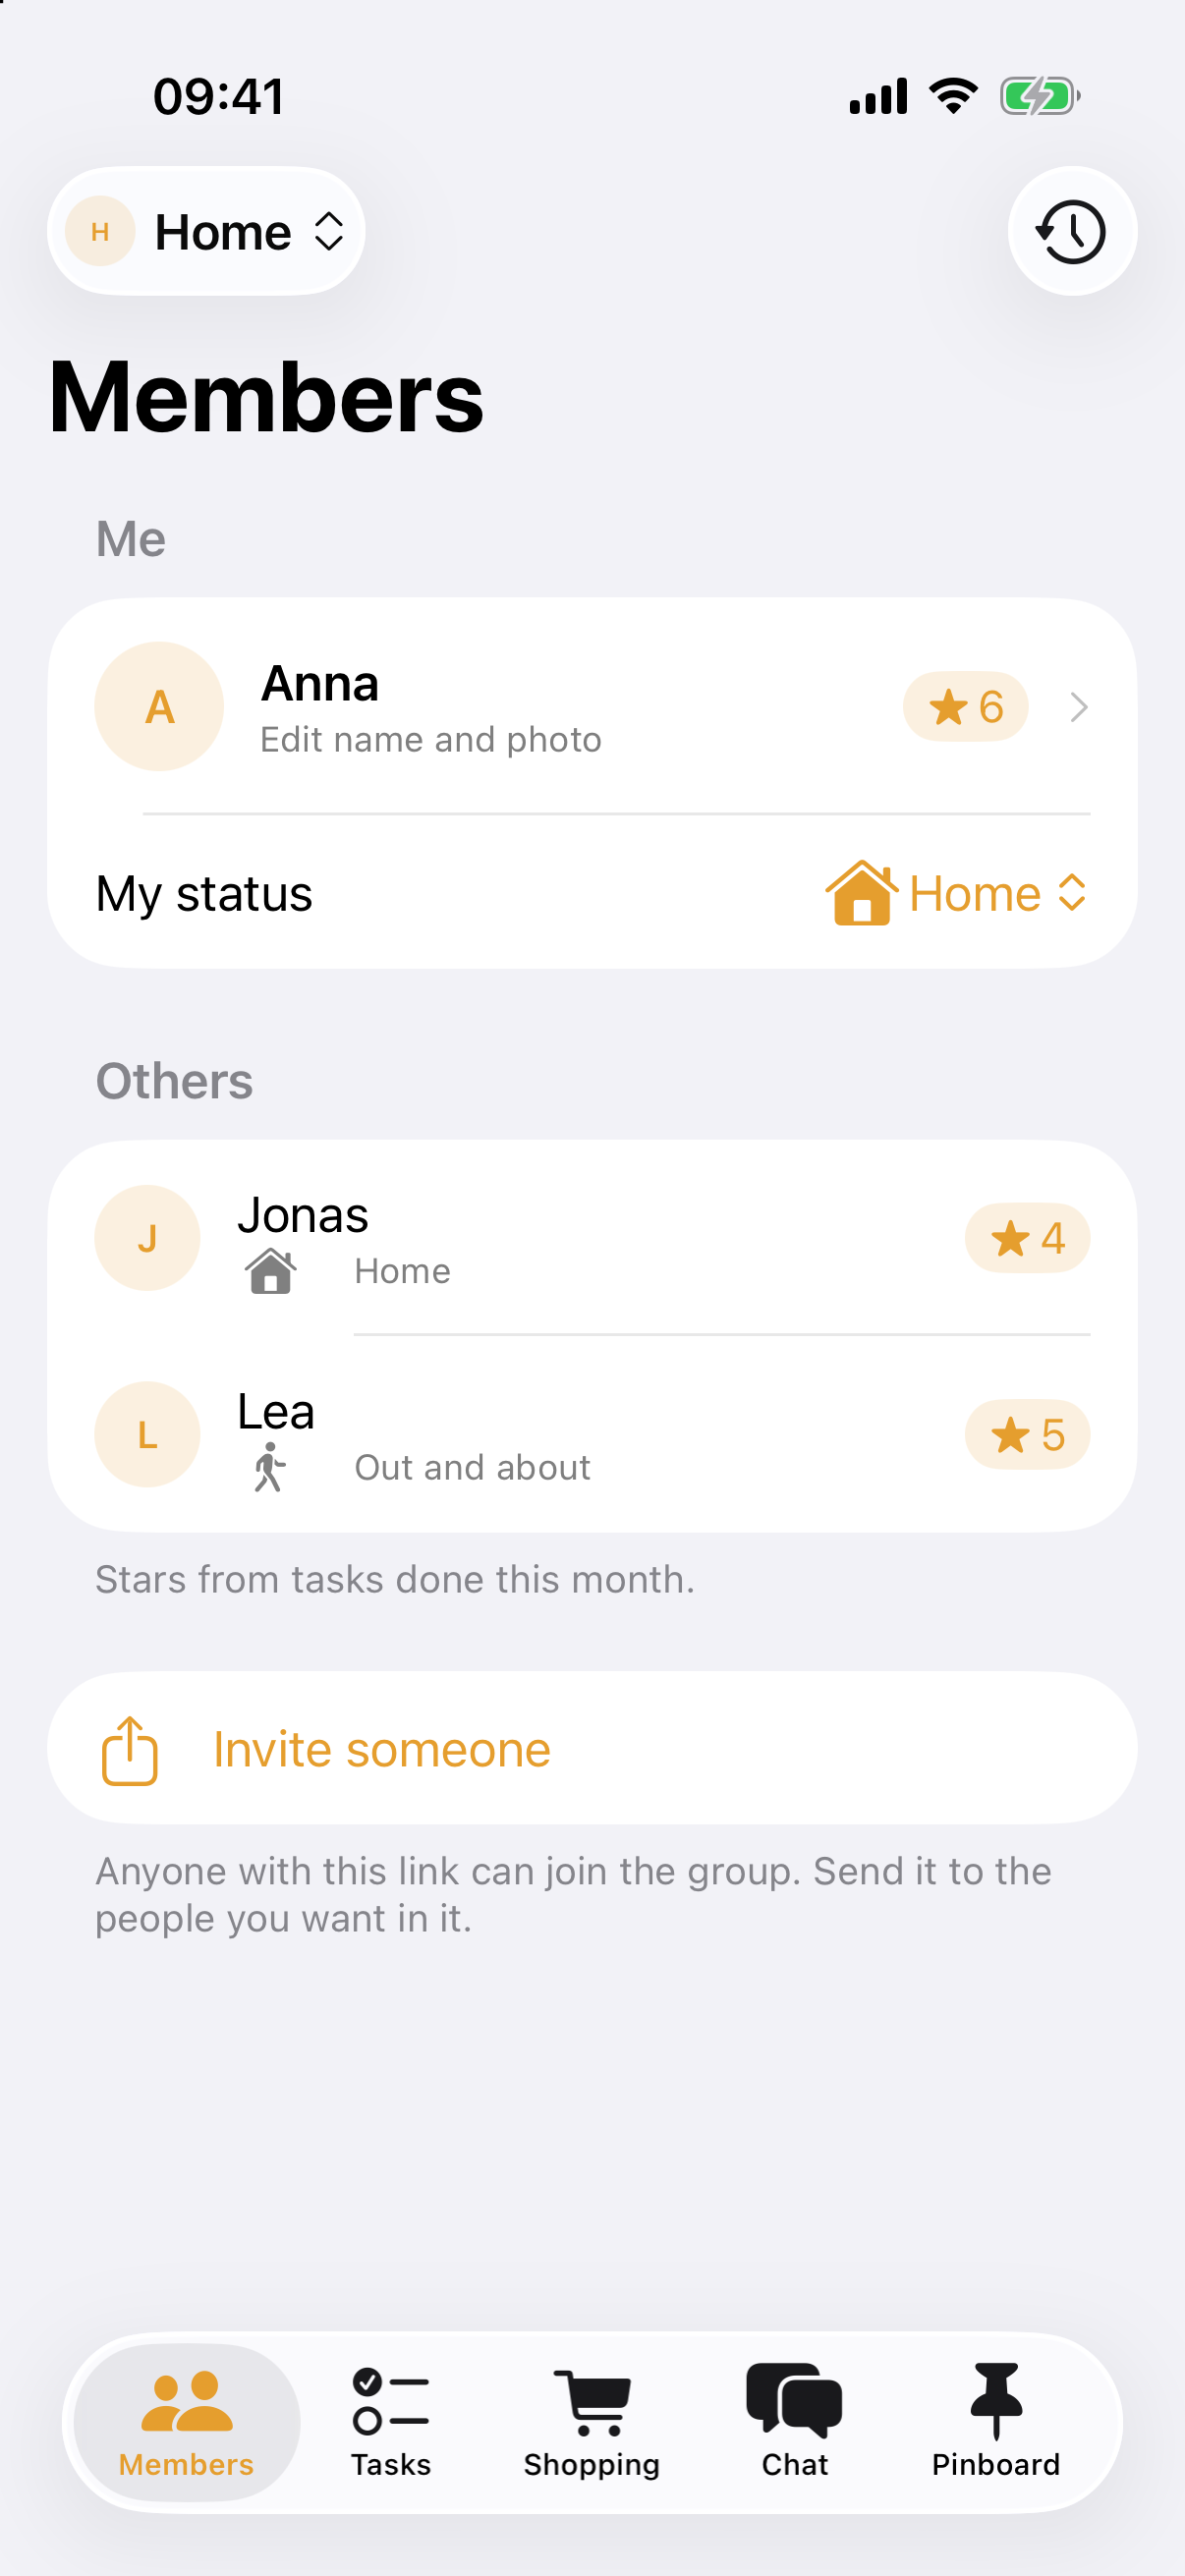 09:41
H Home
Members
Me
A
Anna
Edit name and photo
6
My status
Home
Others
J
Jonas
Home
4
L
Lea
Out and about
5
Stars from tasks done this month.
Invite someone
Anyone with this link can join the group. Send it to the
people you want in it.
Members Tasks Shopping Chat Pinboard